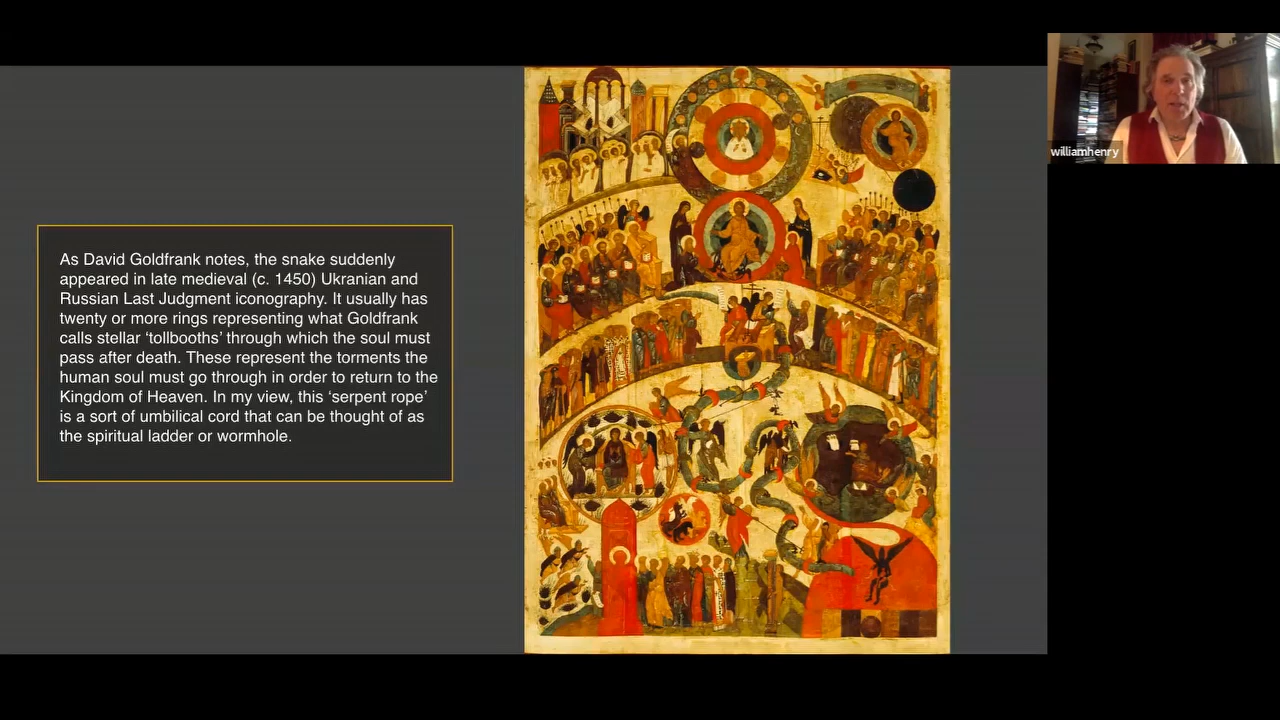 As David Goldfrank notes, the snake suddenly
appeared in late medieval (c. 1450) Ukranian and
Russian Last Judgment iconography. It usually has
twenty or more rings representing what Goldfrank
calls stellar ‘tollbooths’ through which the soul must
pass after death. These represent the torments the
human soul must go through in order to return to the
Kingdom of Heaven. In my view, this ‘serpent rope’
is a sort of umbilical cord that can be thought of as
the spiritual ladder or wormhole.
williamhenry